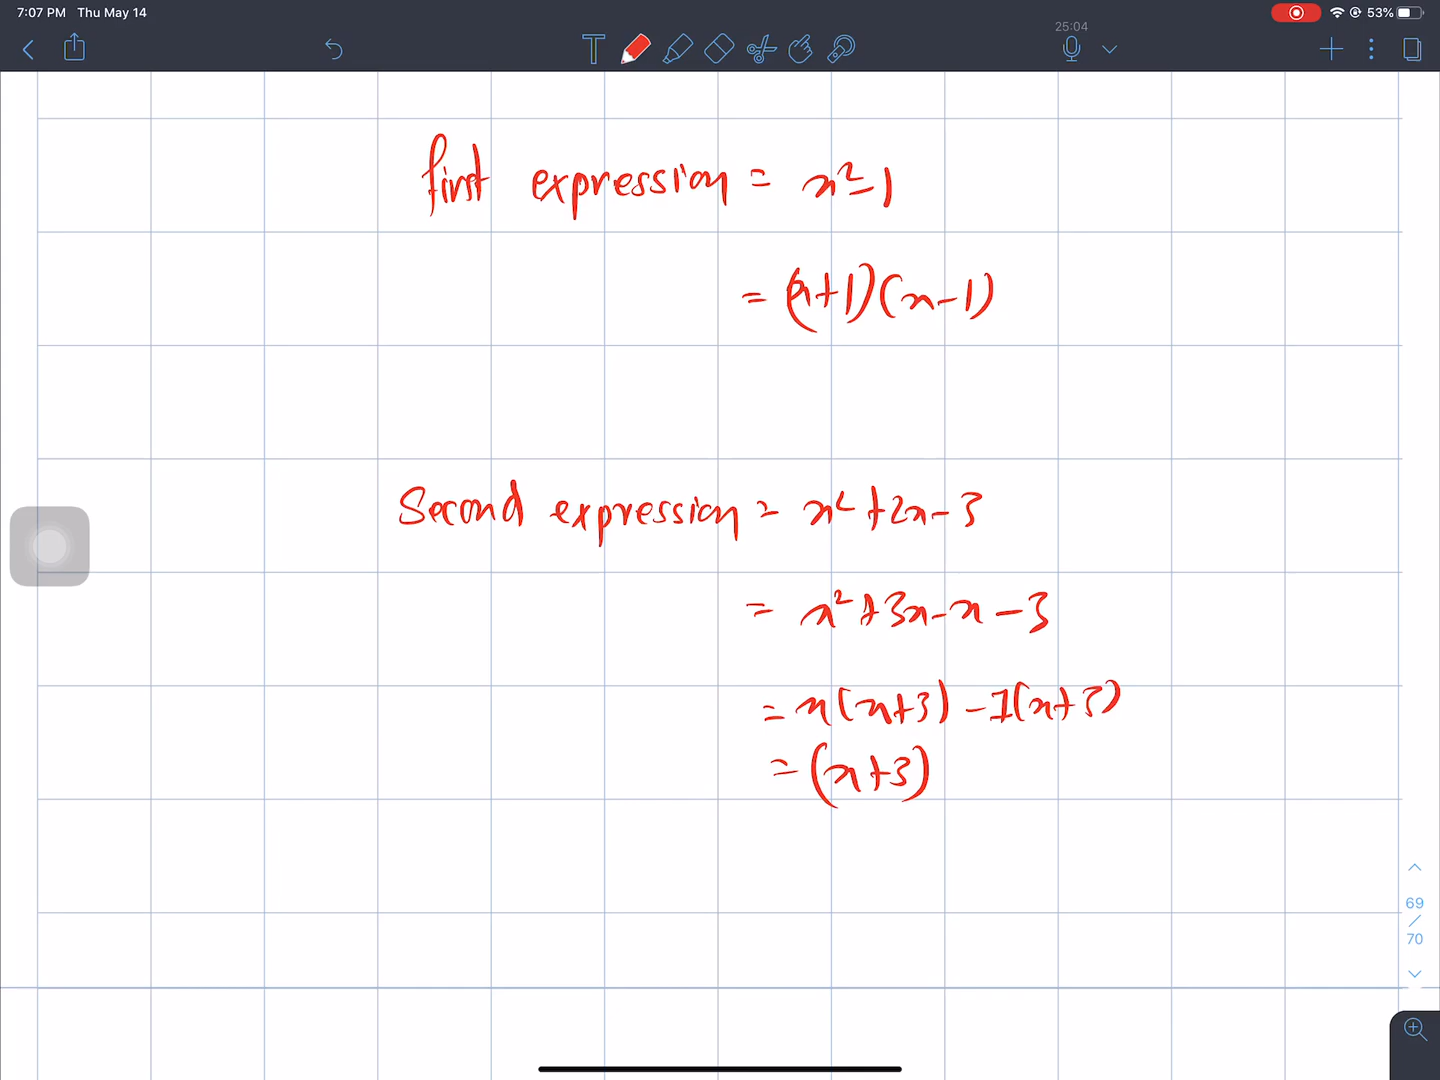 7:07 PM Thu May 14
53%
25:04
first expression = x²-1
= (x+1)(x-1)
Second expression = x²+2x-3
= x²+3x-x-3
= x(x+3)-1(x+3)
= (x+3)
69
/
70